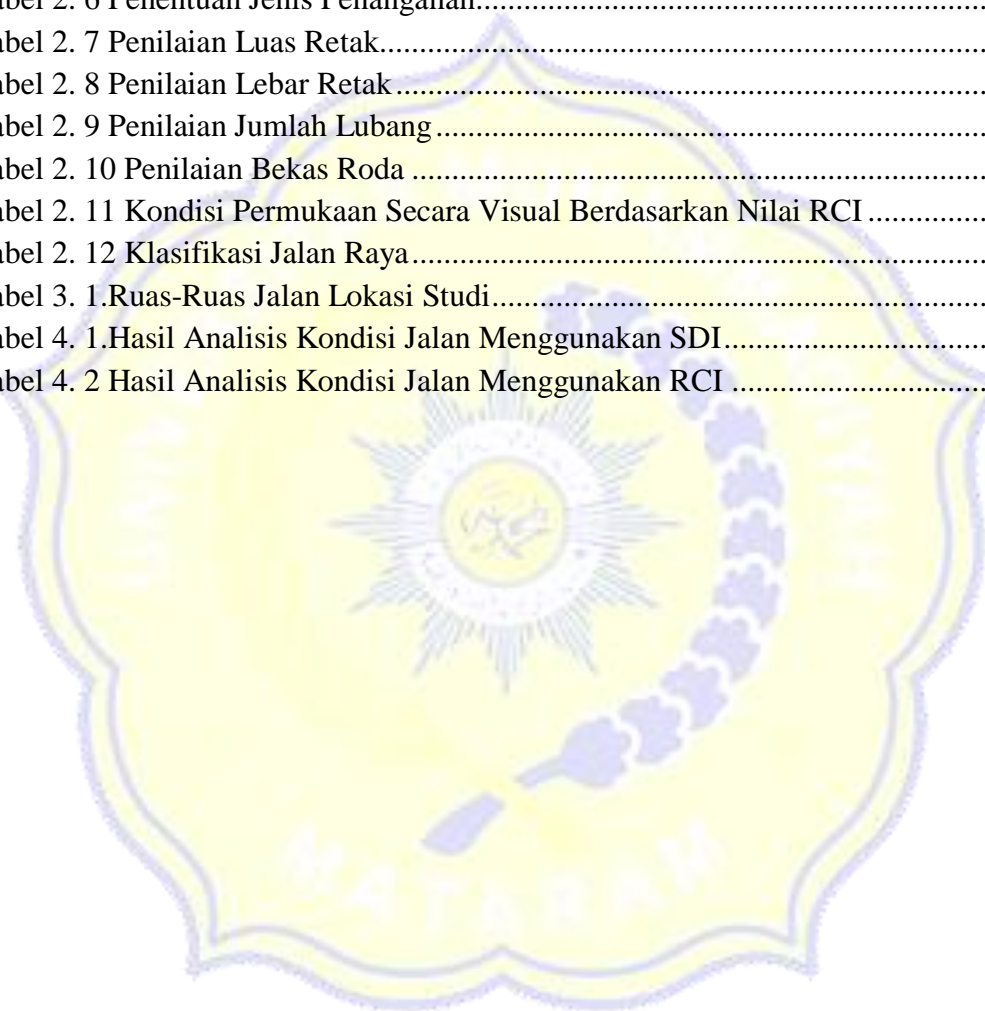 abel 2. 6 Penentuan Jenis Penanganan..........................................................................
abel 2. 7 Penilaian Luas Retak..........................................................................
abel 2. 8 Penilaian Lebar Retak..........................................................................
abel 2. 9 Penilaian Jumlah Lubang.....................................................................
abel 2. 10 Penilaian Bekas Roda ........................................................................
abel 2. 11 Kondisi Permukaan Secara Visual Berdasarkan Nilai RCI ...............
abel 2. 12 Klasifikasi Jalan Raya........................................................................
abel 3. 1.Ruas-Ruas Jalan Lokasi Studi..............................................................
abel 4. 1.Hasil Analisis Kondisi Jalan Menggunakan SDI.................................
abel 4. 2 Hasil Analisis Kondisi Jalan Menggunakan RCI ................................
MATARAM